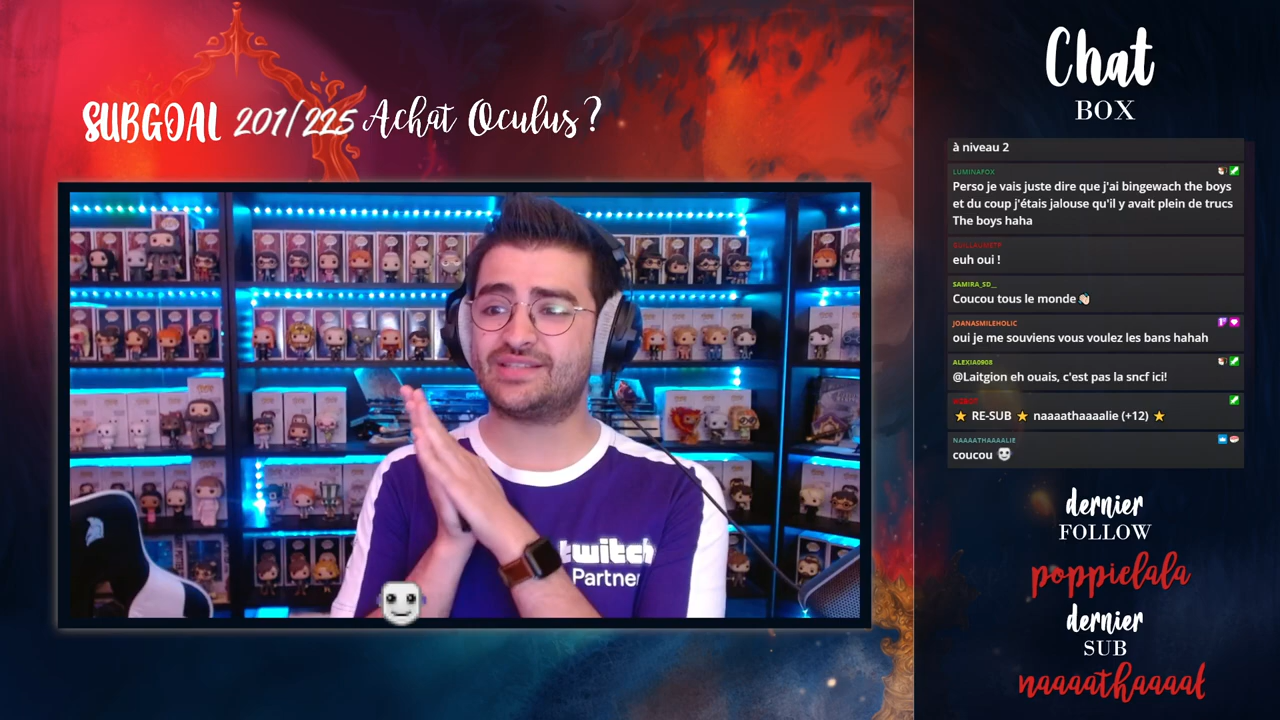 SUBGOAL 201/225 Achat Oculus?
twitch
Partner
Chat
BOX
à niveau 2
LUMINAFOX
Perso je vais juste dire que j'ai bingewach the boys
et du coup j'étais jalouse qu'il y avait plein de trucs
The boys haha
euh oui !
SAMIRA_SD__
Coucou tous le monde
JOANASMILEHOLIC
oui je me souviens vous voulez les bans hahah
ALEXIA0908
@Laitgion eh ouais, c'est pas la sncf ici!
RE-SUB naaaathaaaalie (+12)
NAAAATHAAAALIE
coucou
dernier
FOLLOW
poppielala
dernier
SUB
naaaathaaaal